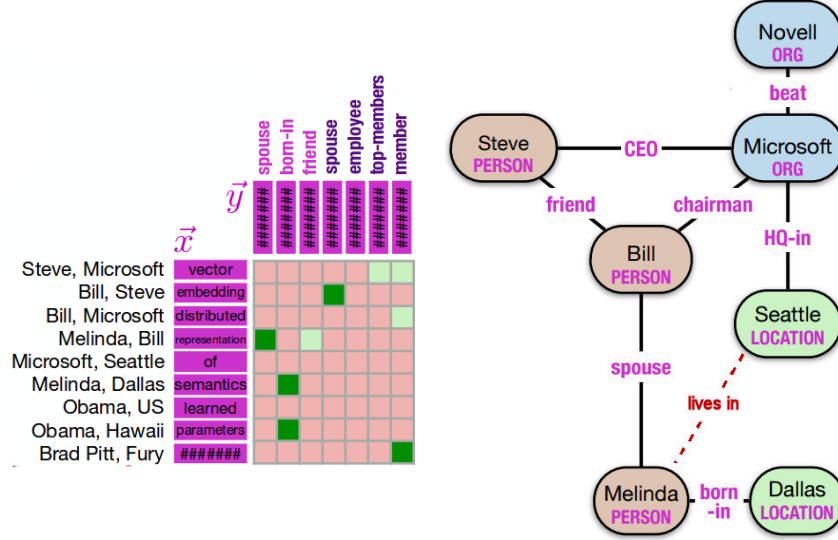 spouse
born-in
friend
spouse
employee
top-members
member
y
#######
#######
#######
#######
#######
#######
#######
x
Steve, Microsoft
vector
Bill, Steve
embedding
Bill, Microsoft
distributed
Melinda, Bill
representation
Microsoft, Seattle
of
Melinda, Dallas
semantics
Obama, US
learned
Obama, Hawaii
parameters
Brad Pitt, Fury
#######
Novell
ORG
beat
Steve
PERSON
CEO
Microsoft
ORG
friend
chairman
Bill
PERSON
HQ-in
Seattle
LOCATION
spouse
lives in
Melinda
PERSON
born
-in
Dallas
LOCATION